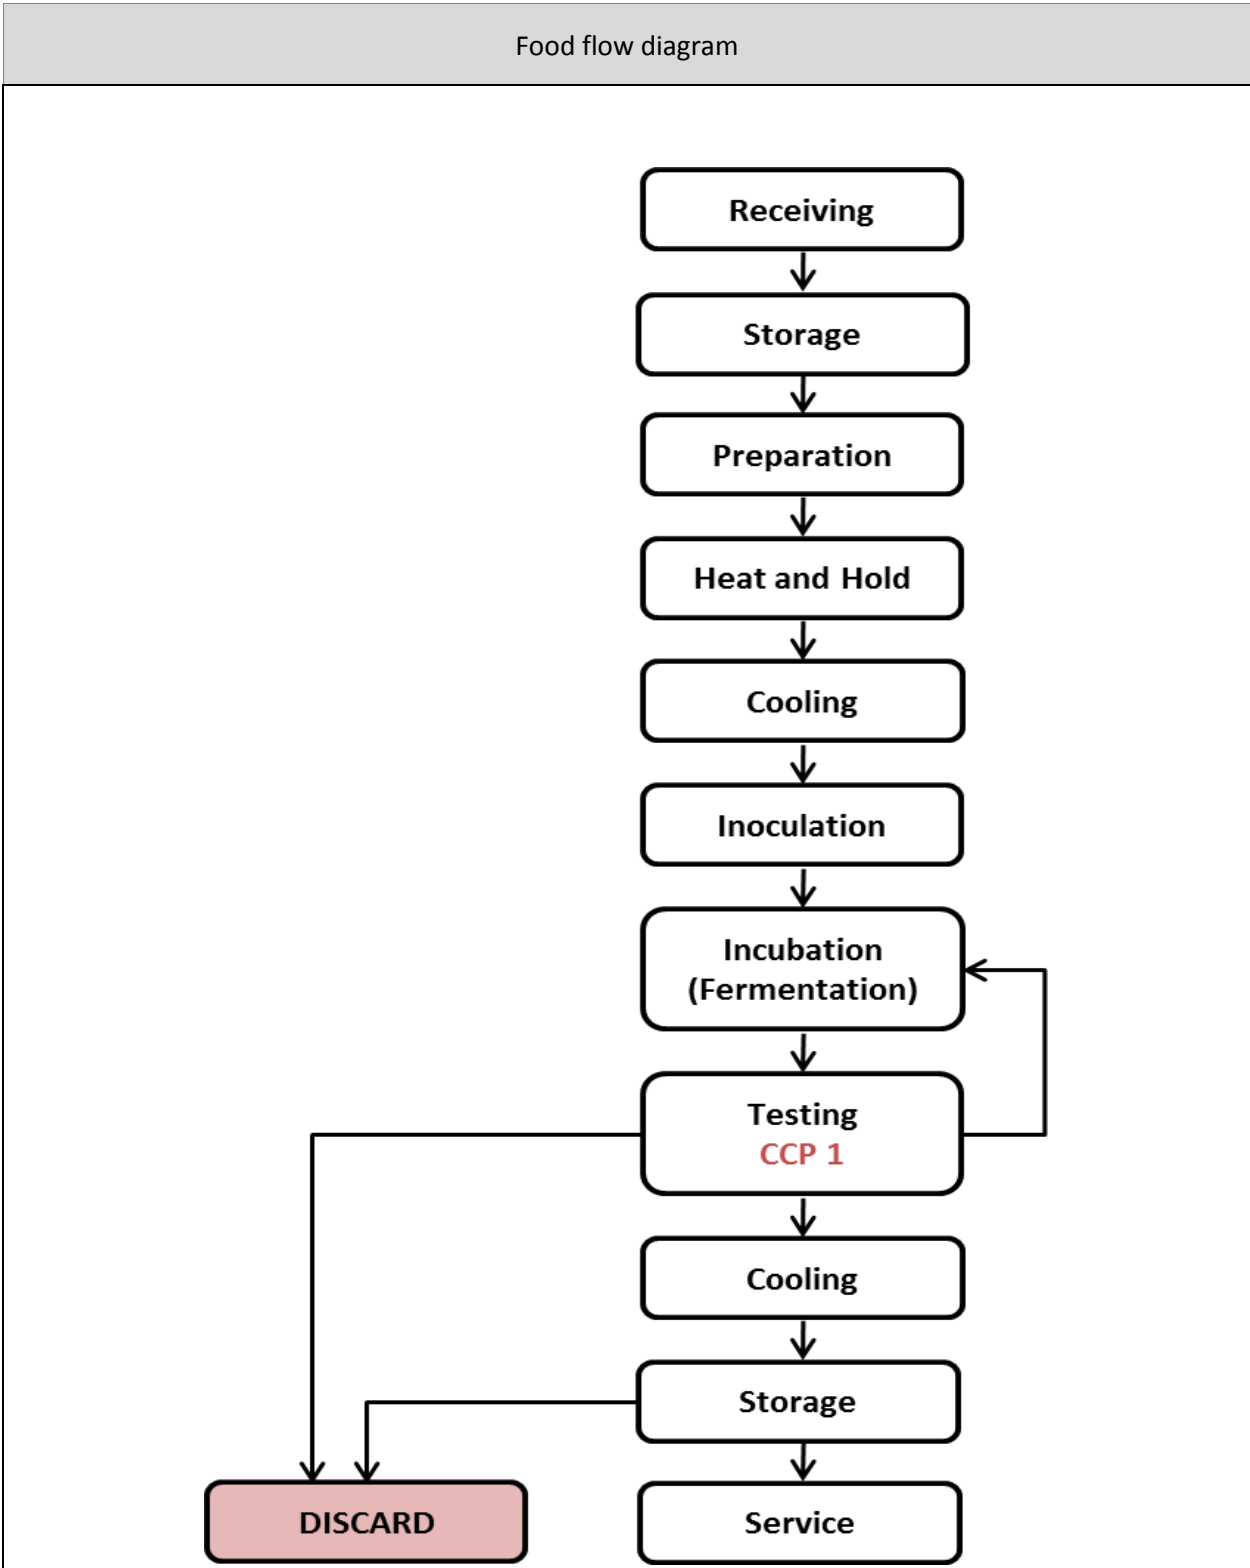 Food flow diagram
Receiving
Storage
Preparation
Heat and Hold
Cooling
Inoculation
Incubation
(Fermentation)
Testing
CCP 1
Cooling
Storage
DISCARD
Service